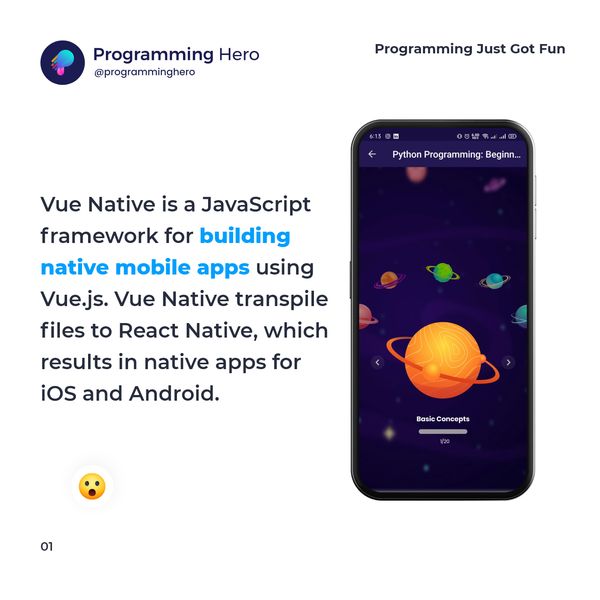 Programming Hero
@programminghero
Programming Just Got Fun
Vue Native is a JavaScript
framework for building
native mobile apps using
Vue.js. Vue Native transpile
files to React Native, which
results in native apps for
iOS and Android.
01
6:13
Python Programming: Beginn...
Basic Concepts
1/20